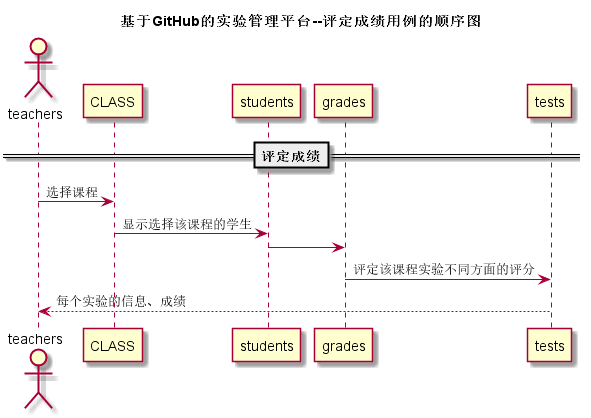 基于GitHub的实验管理平台--评定成绩用例的顺序图
teachers
CLASS
students
grades
tests
评定成绩
选择课程
显示选择该课程的学生
评定该课程实验不同方面的评分
每个实验的信息、成绩
teachers
CLASS
students
grades
tests